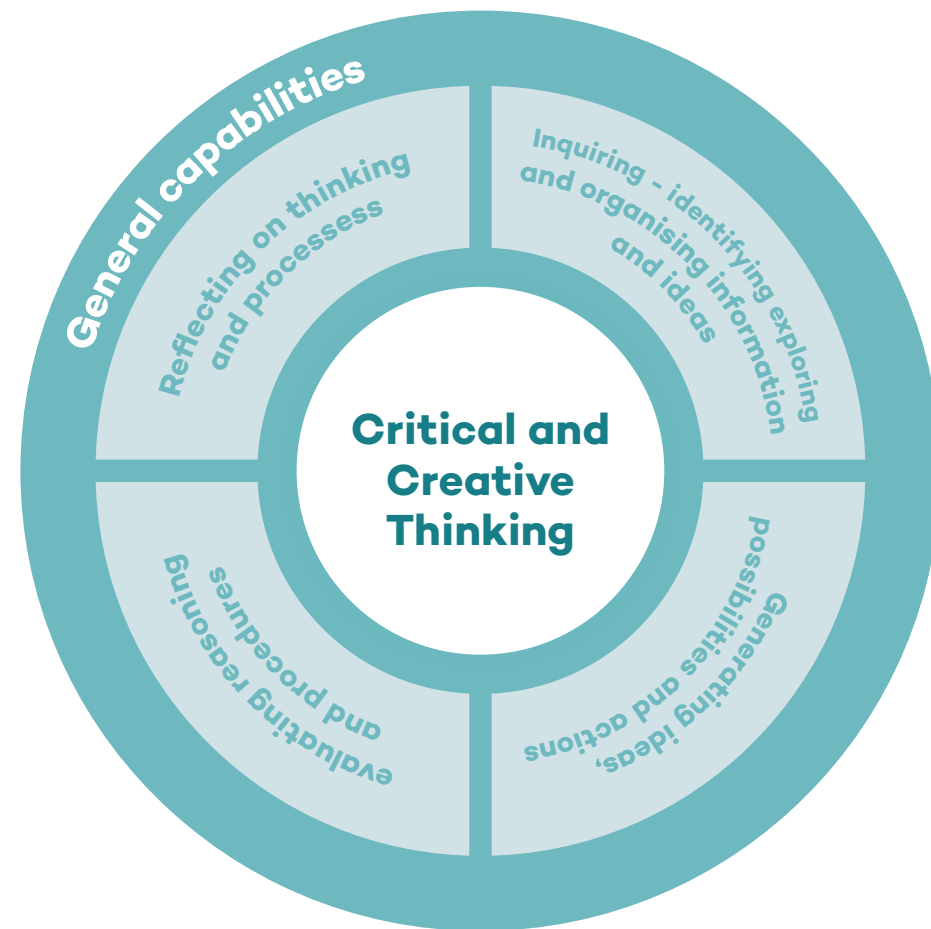 General capabilities
Reflecting on thinking
and processess
Inquiring - identifying exploring
and organising information
and ideas
Critical and
Creative
Thinking
Generating ideas,
possibilities and actions
evaluating reasoning
and procedures